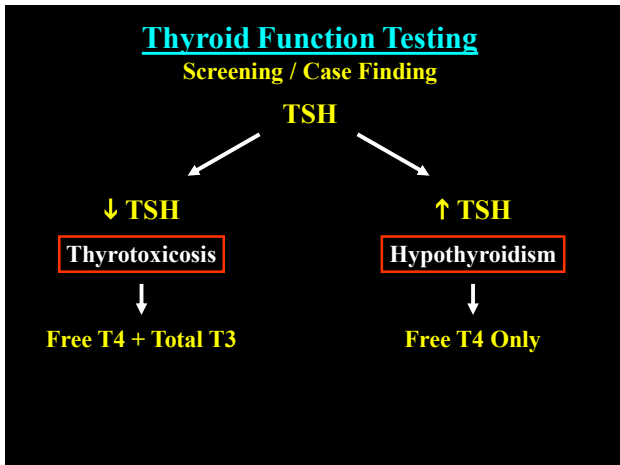 Thyroid Function Testing
Screening / Case Finding
TSH
↓ TSH
↑ TSH
Thyrotoxicosis
Hypothyroidism
Free T4 + Total T3
Free T4 Only